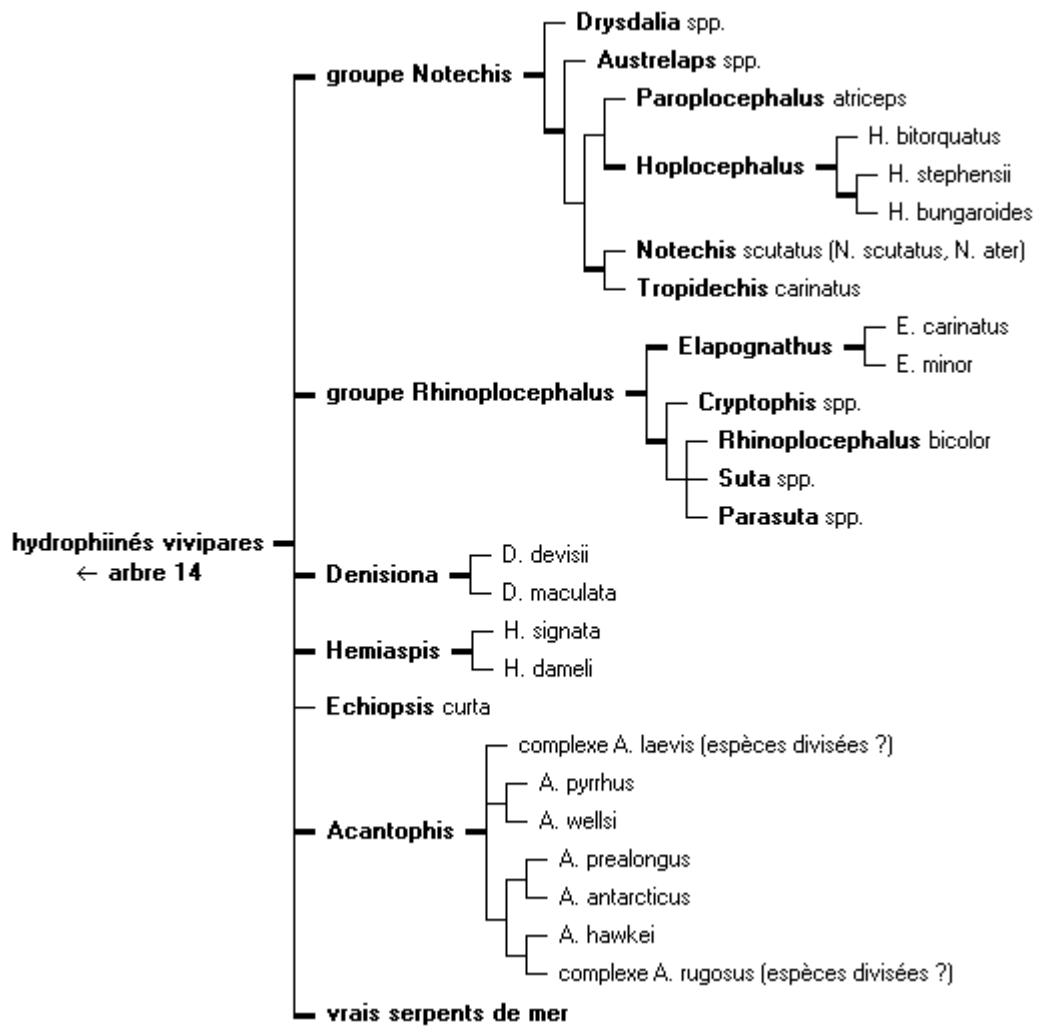 Drysdalia spp.
groupe Notechis
Austrelaps spp.
Paroplocephalus atriceps
H. bitorquatus
Hoplocephalus
H. stephensii
H. bungaroides
Notechis scutatus (N. scutatus, N. ater)
Tropidechis carinatus
E. carinatus
Elapognathus
E. minor
groupe Rhinoplocephalus
Cryptophis spp.
Rhinoplocephalus bicolor
Suta spp.
Parasuta spp.
hydrophiinés vivipares
← arbre 14
D. devisii
Denisiona
D. maculata
H. signata
Hemiaspis
H. dameli
Echiopsis curta
complexe A. laevis (espèces divisées ?)
A. pyrrhus
A. wellsi
Acantophis
A. prealongus
A. antarcticus
A. hawkei
complexe A. rugosus (espèces divisées ?)
vrais serpents de mer